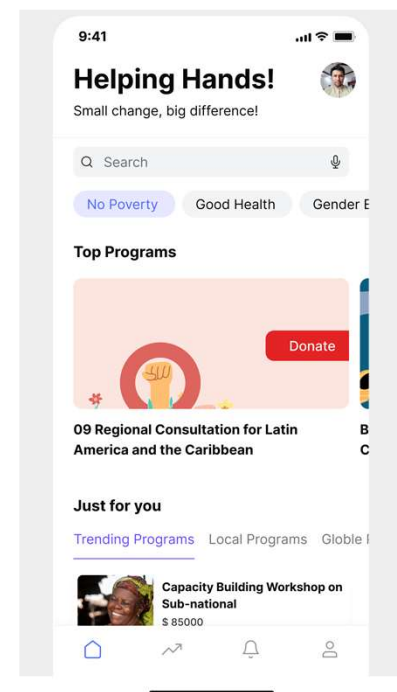 9:41
Helping Hands!
Small change, big difference!
Search
No Poverty Good Health Gender E
Top Programs
Donate
09 Regional Consultation for Latin B
America and the Caribbean C
Just for you
Trending Programs Local Programs Globle
Capacity Building Workshop on
Sub-national
$ 85000